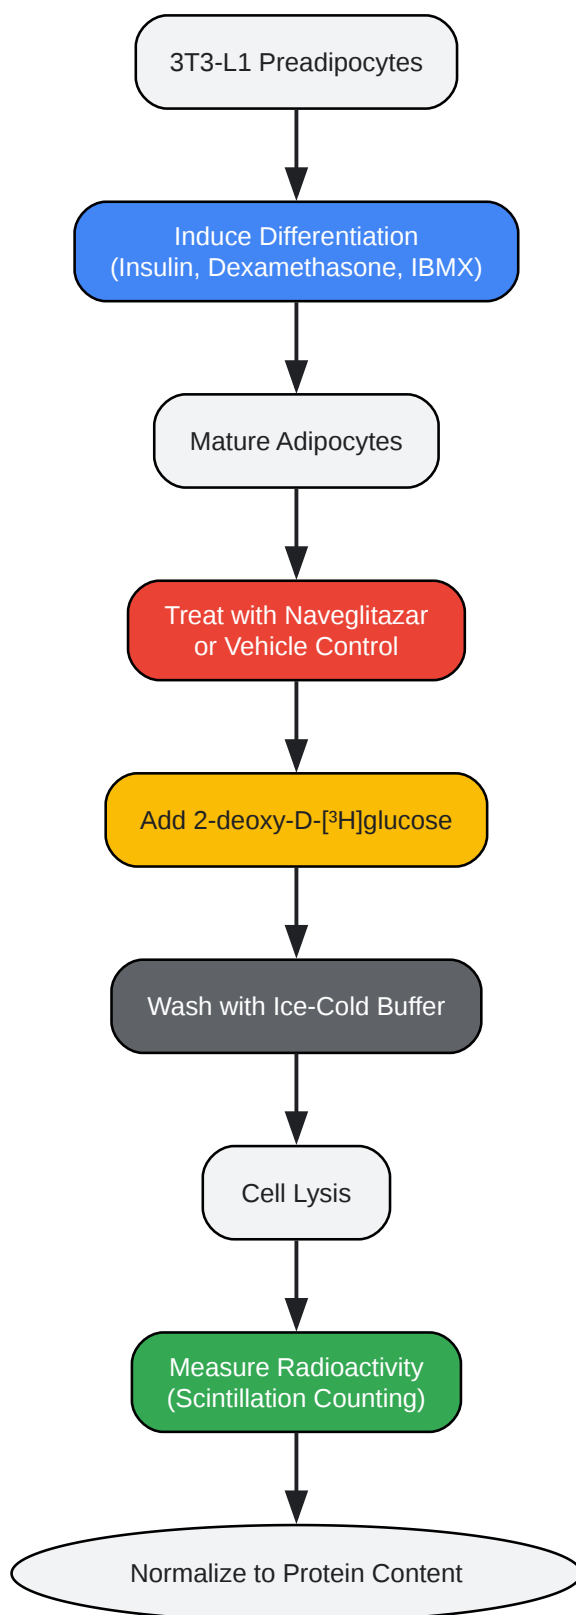 3T3-L1 Preadipocytes
Induce Differentiation
(Insulin, Dexamethasone, IBMX)
Mature Adipocytes
Treat with Naveglitazar
or Vehicle Control
Add 2-deoxy-D-[³H]glucose
Wash with Ice-Cold Buffer
Cell Lysis
Measure Radioactivity
(Scintillation Counting)
Normalize to Protein Content